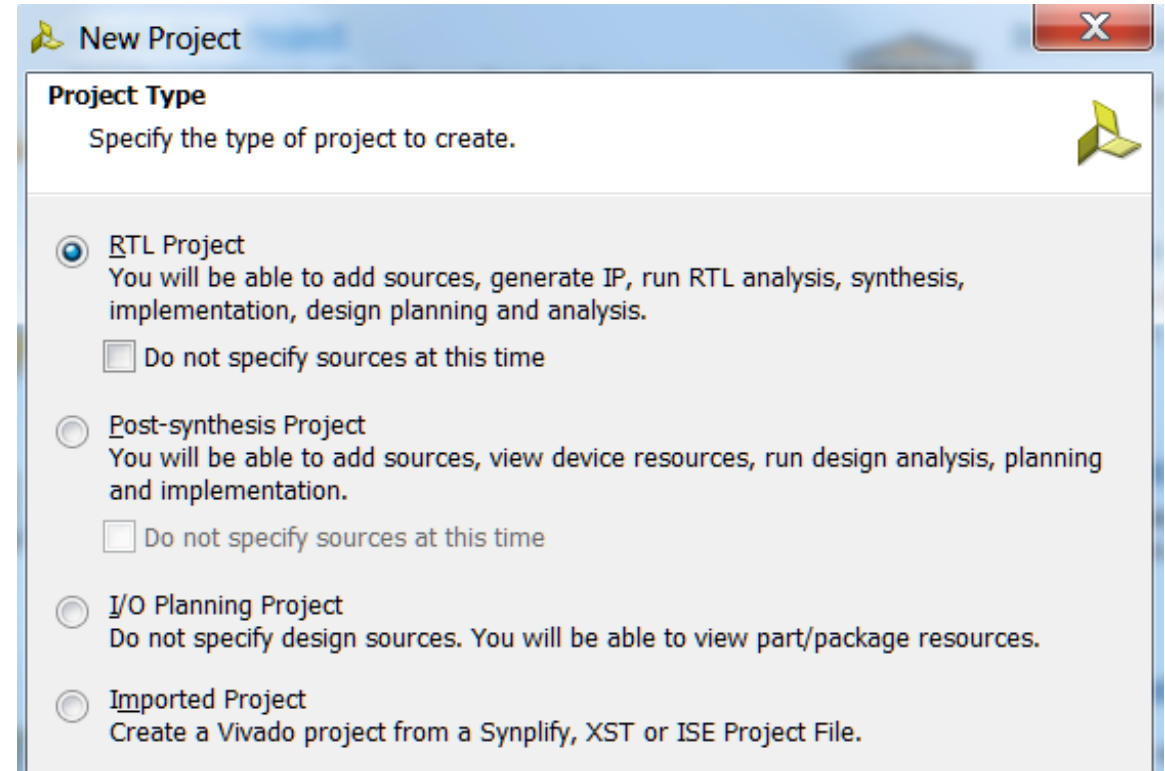 New Project
Project Type
Specify the type of project to create.
RTL Project
You will be able to add sources, generate IP, run RTL analysis, synthesis,
implementation, design planning and analysis.
Do not specify sources at this time
Post-synthesis Project
You will be able to add sources, view device resources, run design analysis, planning
and implementation.
Do not specify sources at this time
I/O Planning Project
Do not specify design sources. You will be able to view part/package resources.
Imported Project
Create a Vivado project from a Synplify, XST or ISE Project File.